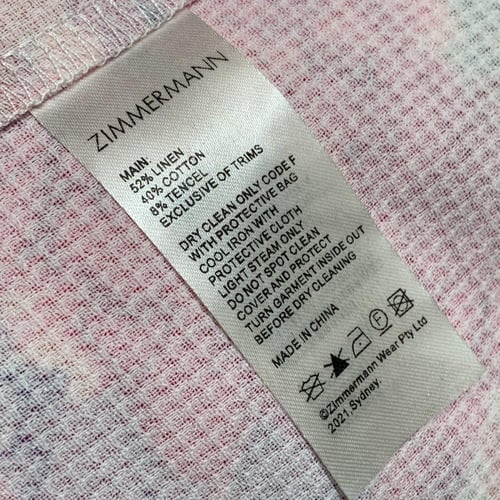 ZIMMERMANN
MAIN:
52% LINEN
40% COTTON
8% TENCEL
EXCLUSIVE OF TRIMS
DRY CLEAN ONLY CODE F
WITH PROTECTIVE BAG
COOL IRON WITH
PROTECTIVE CLOTH
LIGHT STEAM ONLY
DO NOT SPOT CLEAN
COVER AND PROTECT
TURN GARMENT INSIDE OUT
BEFORE DRY CLEANING
MADE IN CHINA
F
©Zimmermann Wear Pty Ltd
2021 Sydney.